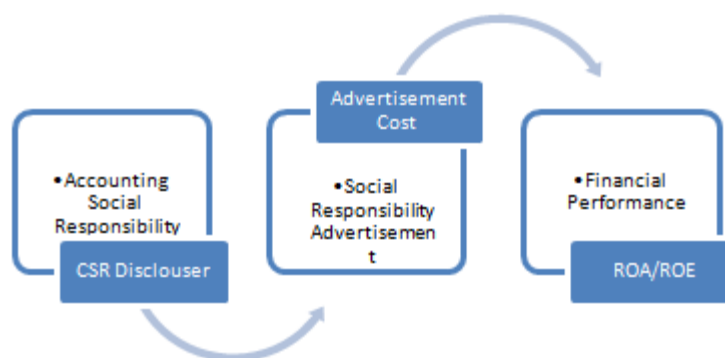 •Accounting
Social
Responsibility
CSR Disclouser
Advertisement
Cost
•Social
Responsibility
Advertisemen
t
•Financial
Performance
ROA/ROE